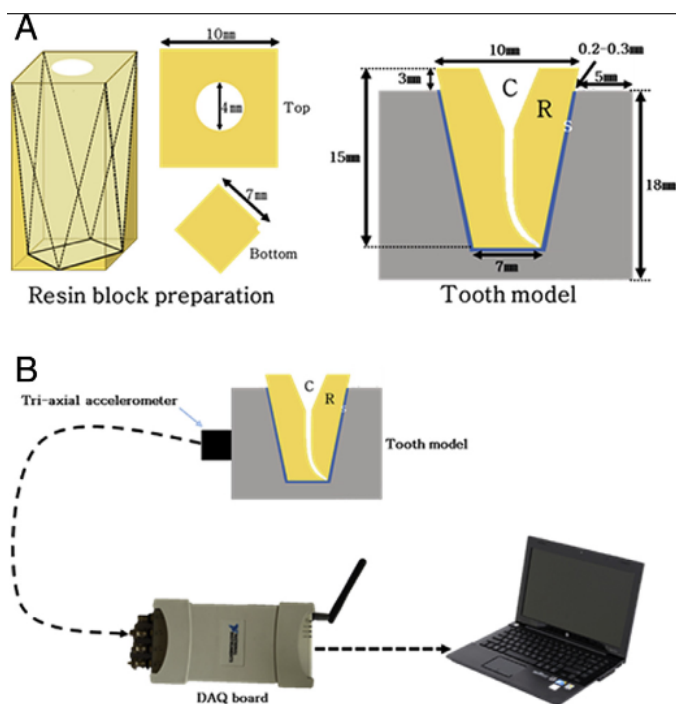 A
10mm
4mm
Top
7mm
Bottom
Resin block preparation
10mm
0.2-0.3mm
3mm
5mm
C
R
S
15mm
18mm
7mm
Tooth model
B
Tri-axial accelerometer
C
R
S
Tooth model
DAQ board